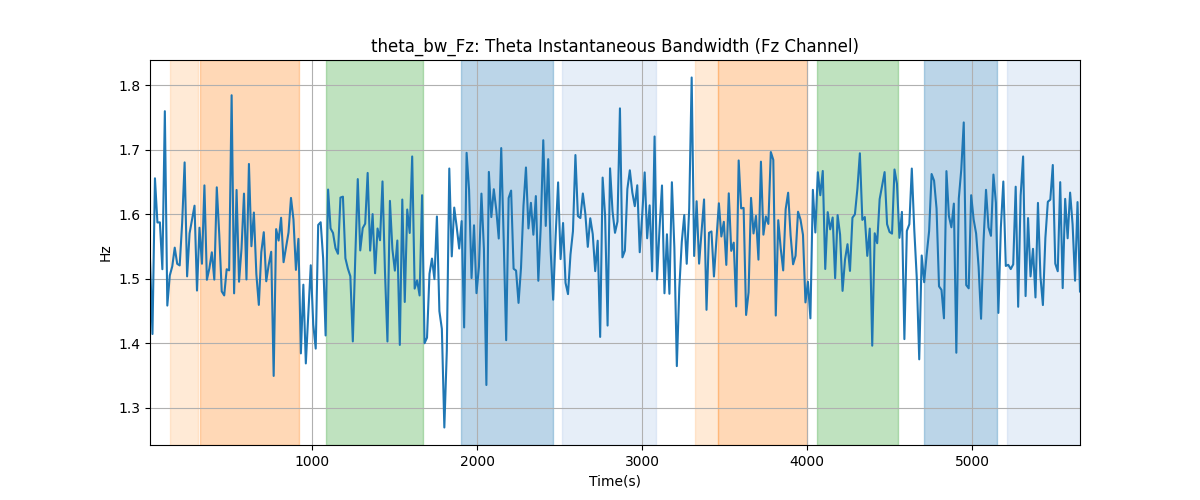 theta_bw_Fz: Theta Instantaneous Bandwidth (Fz Channel)
Hz
1.8
1.7
1.6
1.5
1.4
1.3
1000 2000 3000 4000 5000
Time(s)